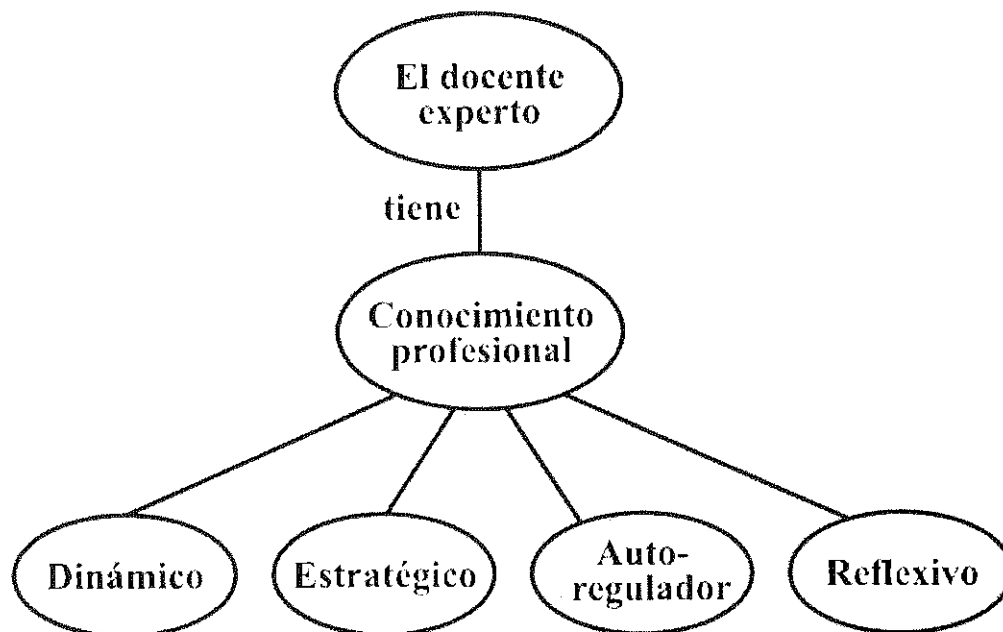 El docente
experto
tiene
Conocimiento
profesional
Dinámico
Estratégico
Auto-
regulador
Reflexivo